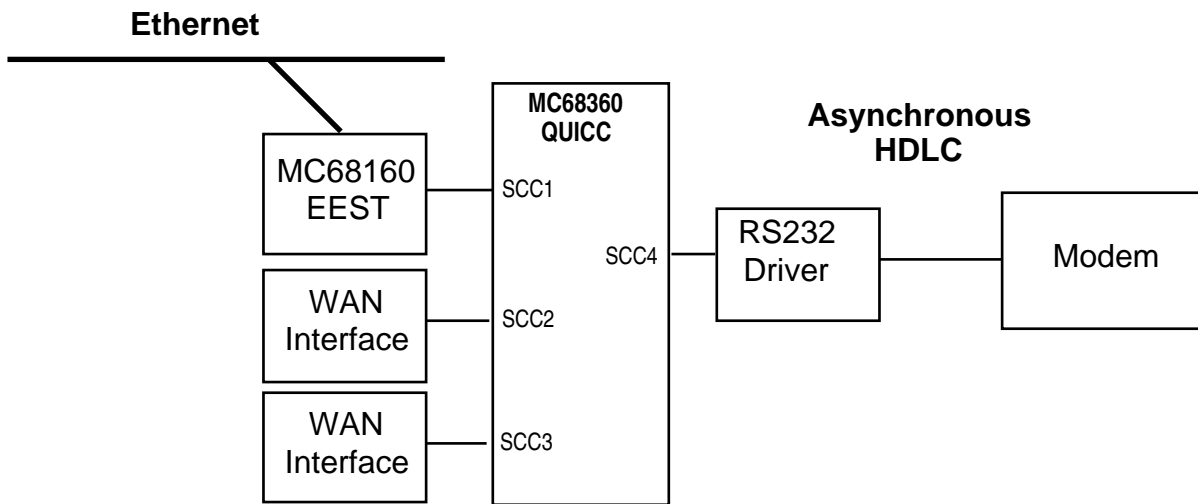 Ethernet
MC68160
EEST
WAN
Interface
WAN
Interface
MC68360
QUICC
SCC1
SCC2
SCC3
SCC4
Asynchronous
HDLC
RS232
Driver
Modem